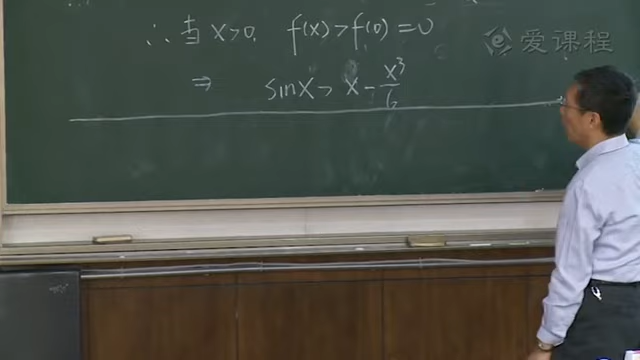 ∴ 当 x>0. f(x)>f(0)=0
爱课程
⇒ sinx > x - x³/6